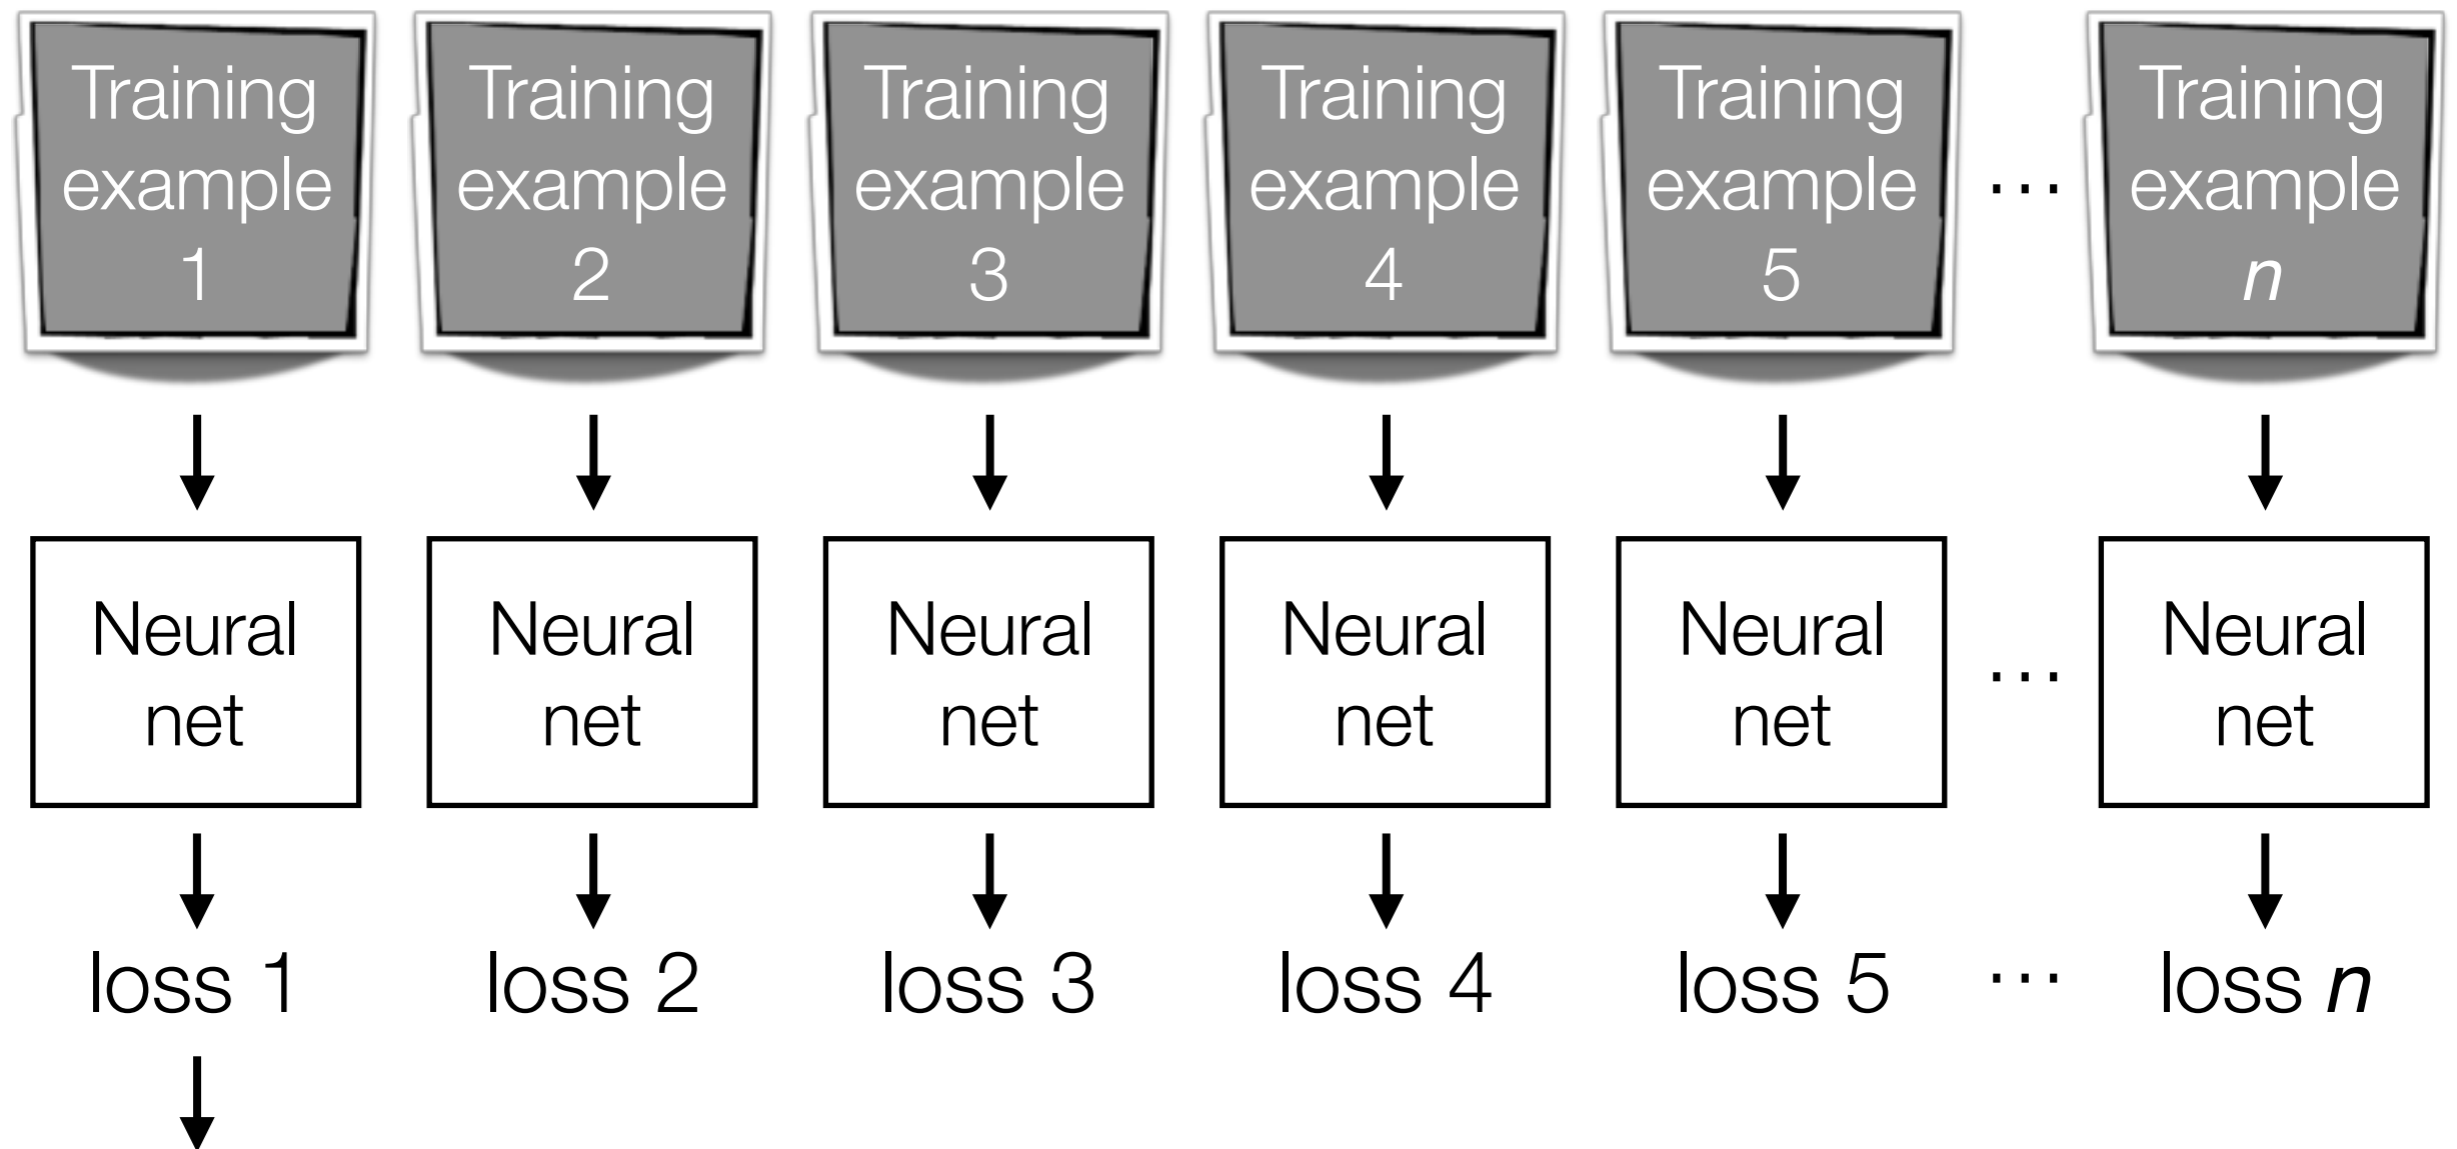 Training
example
1
Training
example
2
Training
example
3
Training
example
4
Training
example
5
...
Training
example
n
Neural
net
Neural
net
Neural
net
Neural
net
Neural
net
...
Neural
net
loss 1
loss 2
loss 3
loss 4
loss 5
...
loss n